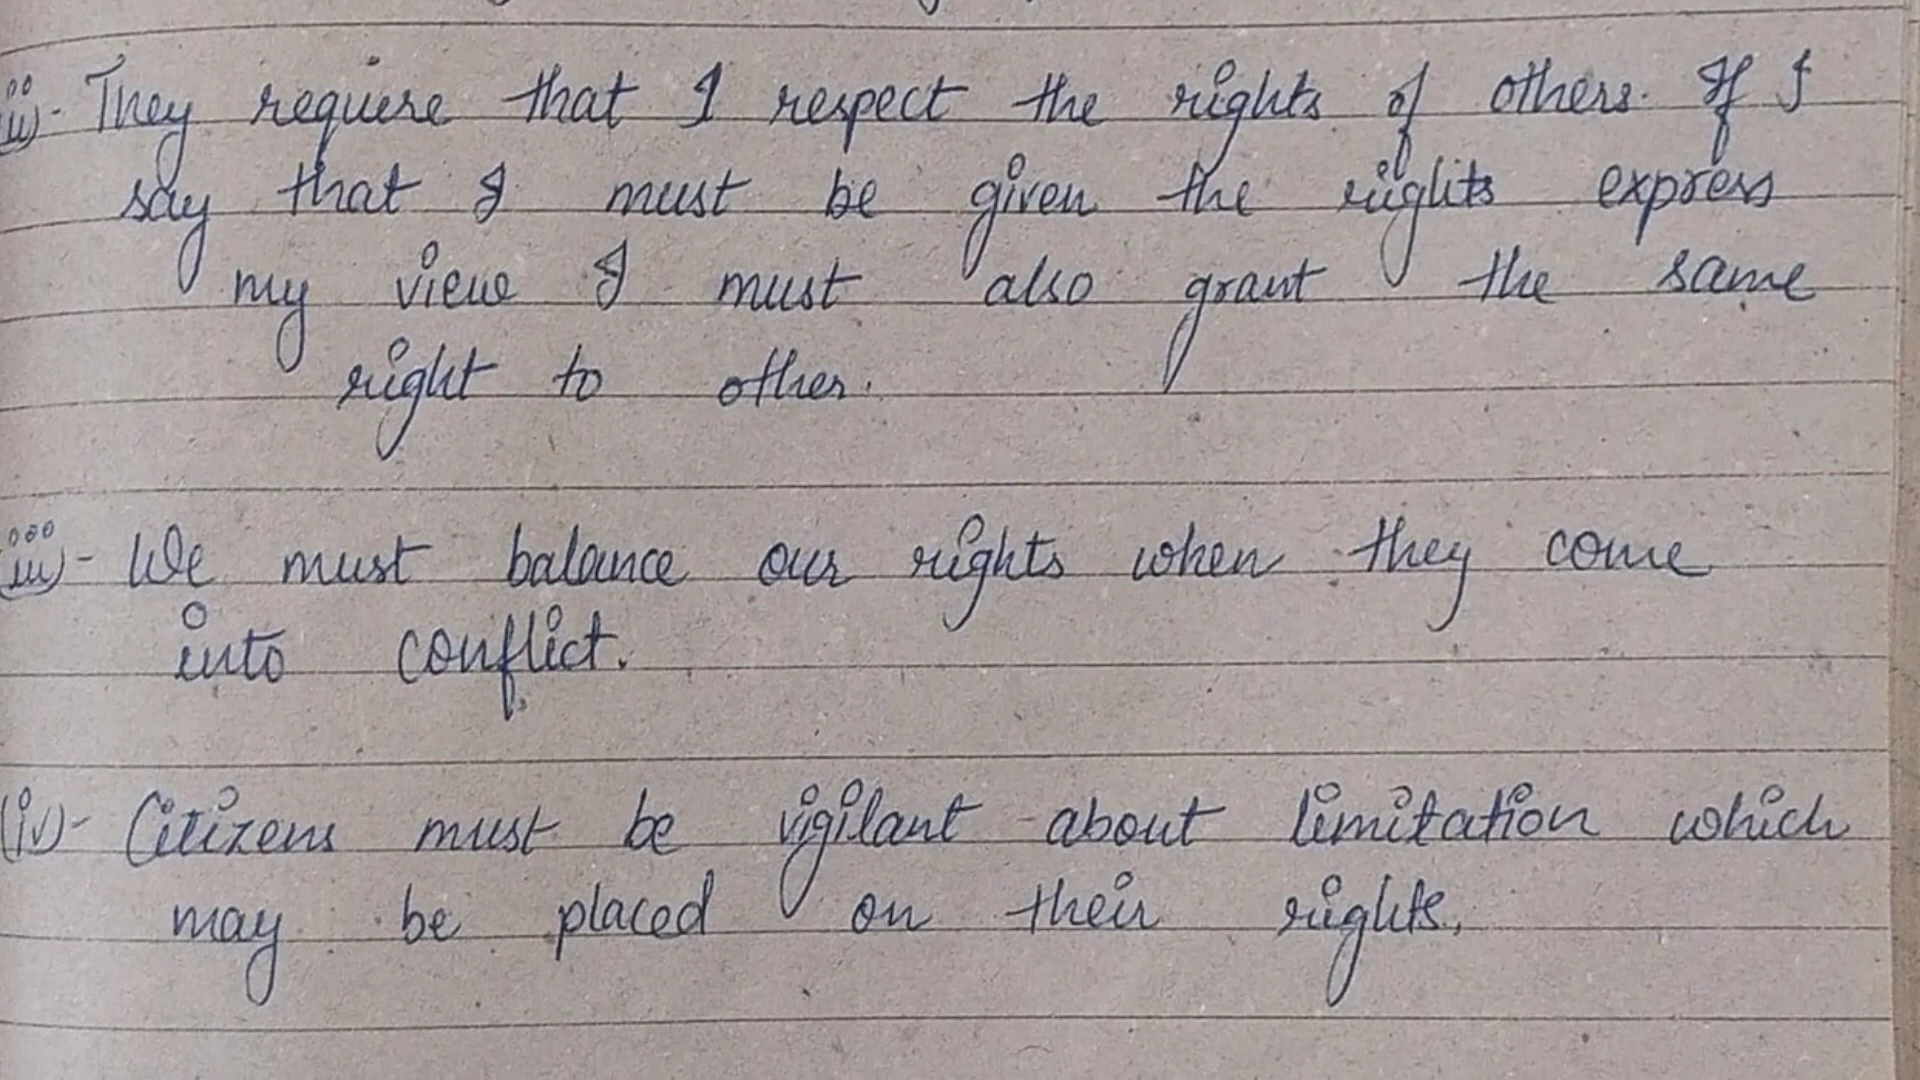 ii)- They require that I respect the rights of others. If I
say that I must be given the rights express
my view I must also grant the same
right to other.
iii)- We must balance our rights when they come
into conflict.
(iv)- Citizens must be vigilant about limitation which
may be placed on their rights.